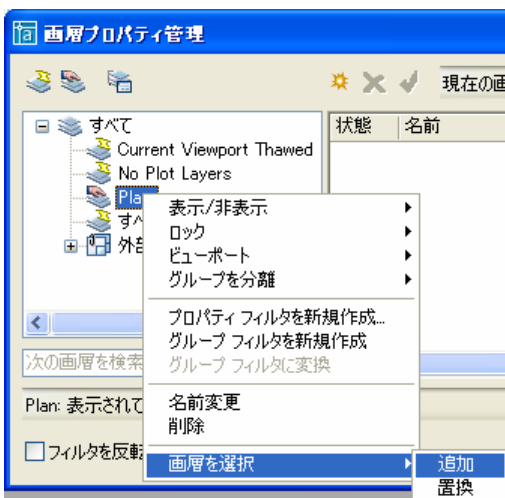 画層プロパティ管理
現在の画
すべて
状態 名前
Current Viewport Thawed
No Plot Layers
Pla
表示/非表示
ロック
ビューポート
グループを分離
プロパティ フィルタを新規作成...
グループ フィルタを新規作成
グループ フィルタに変換
次の画層を検索
Plan: 表示されて
名前変更
削除
フィルタを反転
画層を選択
追加
置換